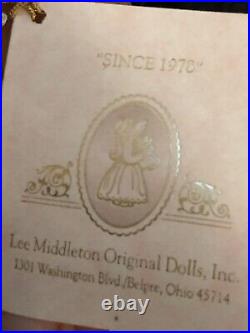 "SINCE 1978"
Lee Middleton Original Dolls, Inc.
1301 Washington Blvd./Belpre, Ohio 45714